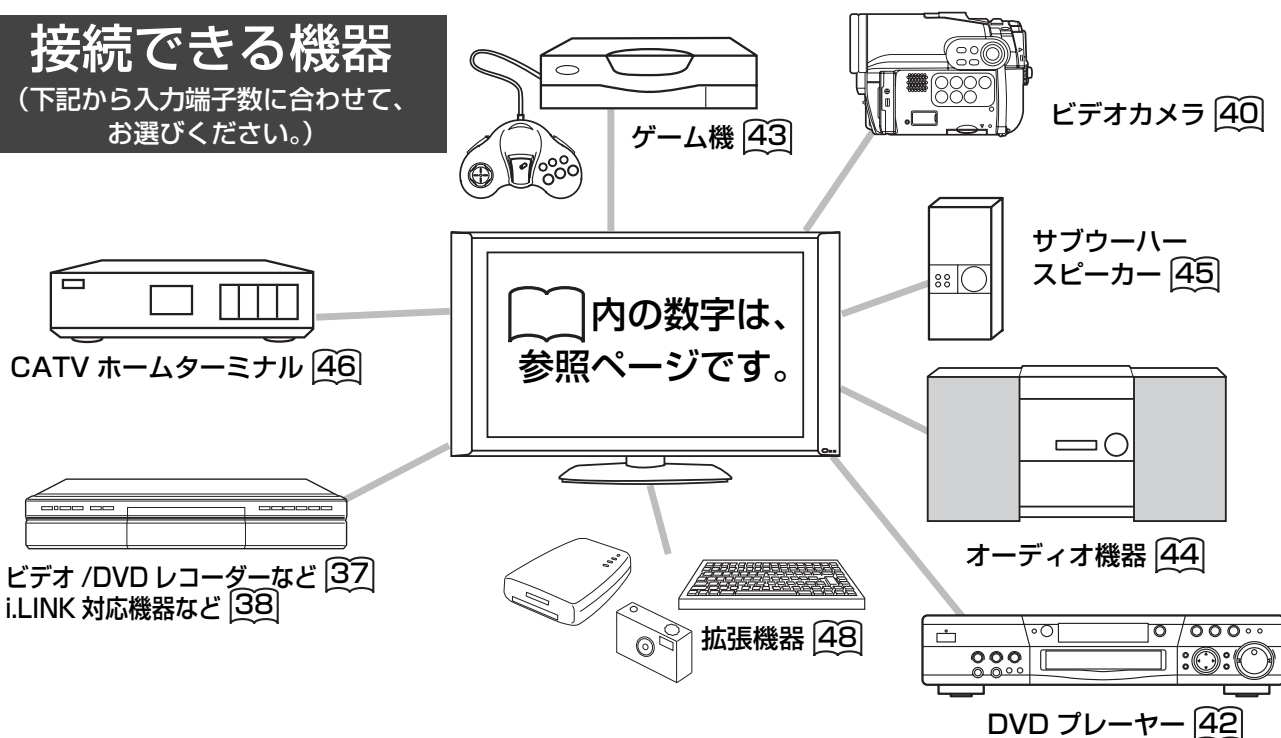 接続できる機器
（下記から入力端子数に合わせて、
お選びください。）
ゲーム機 43
ビデオカメラ 40
サブウーハー
スピーカー 45
内の数字は、
参照ページです。
CATV ホームターミナル 46
オーディオ機器 44
ビデオ /DVD レコーダーなど 37
i.LINK 対応機器など 38
拡張機器 48
DVD プレーヤー 42